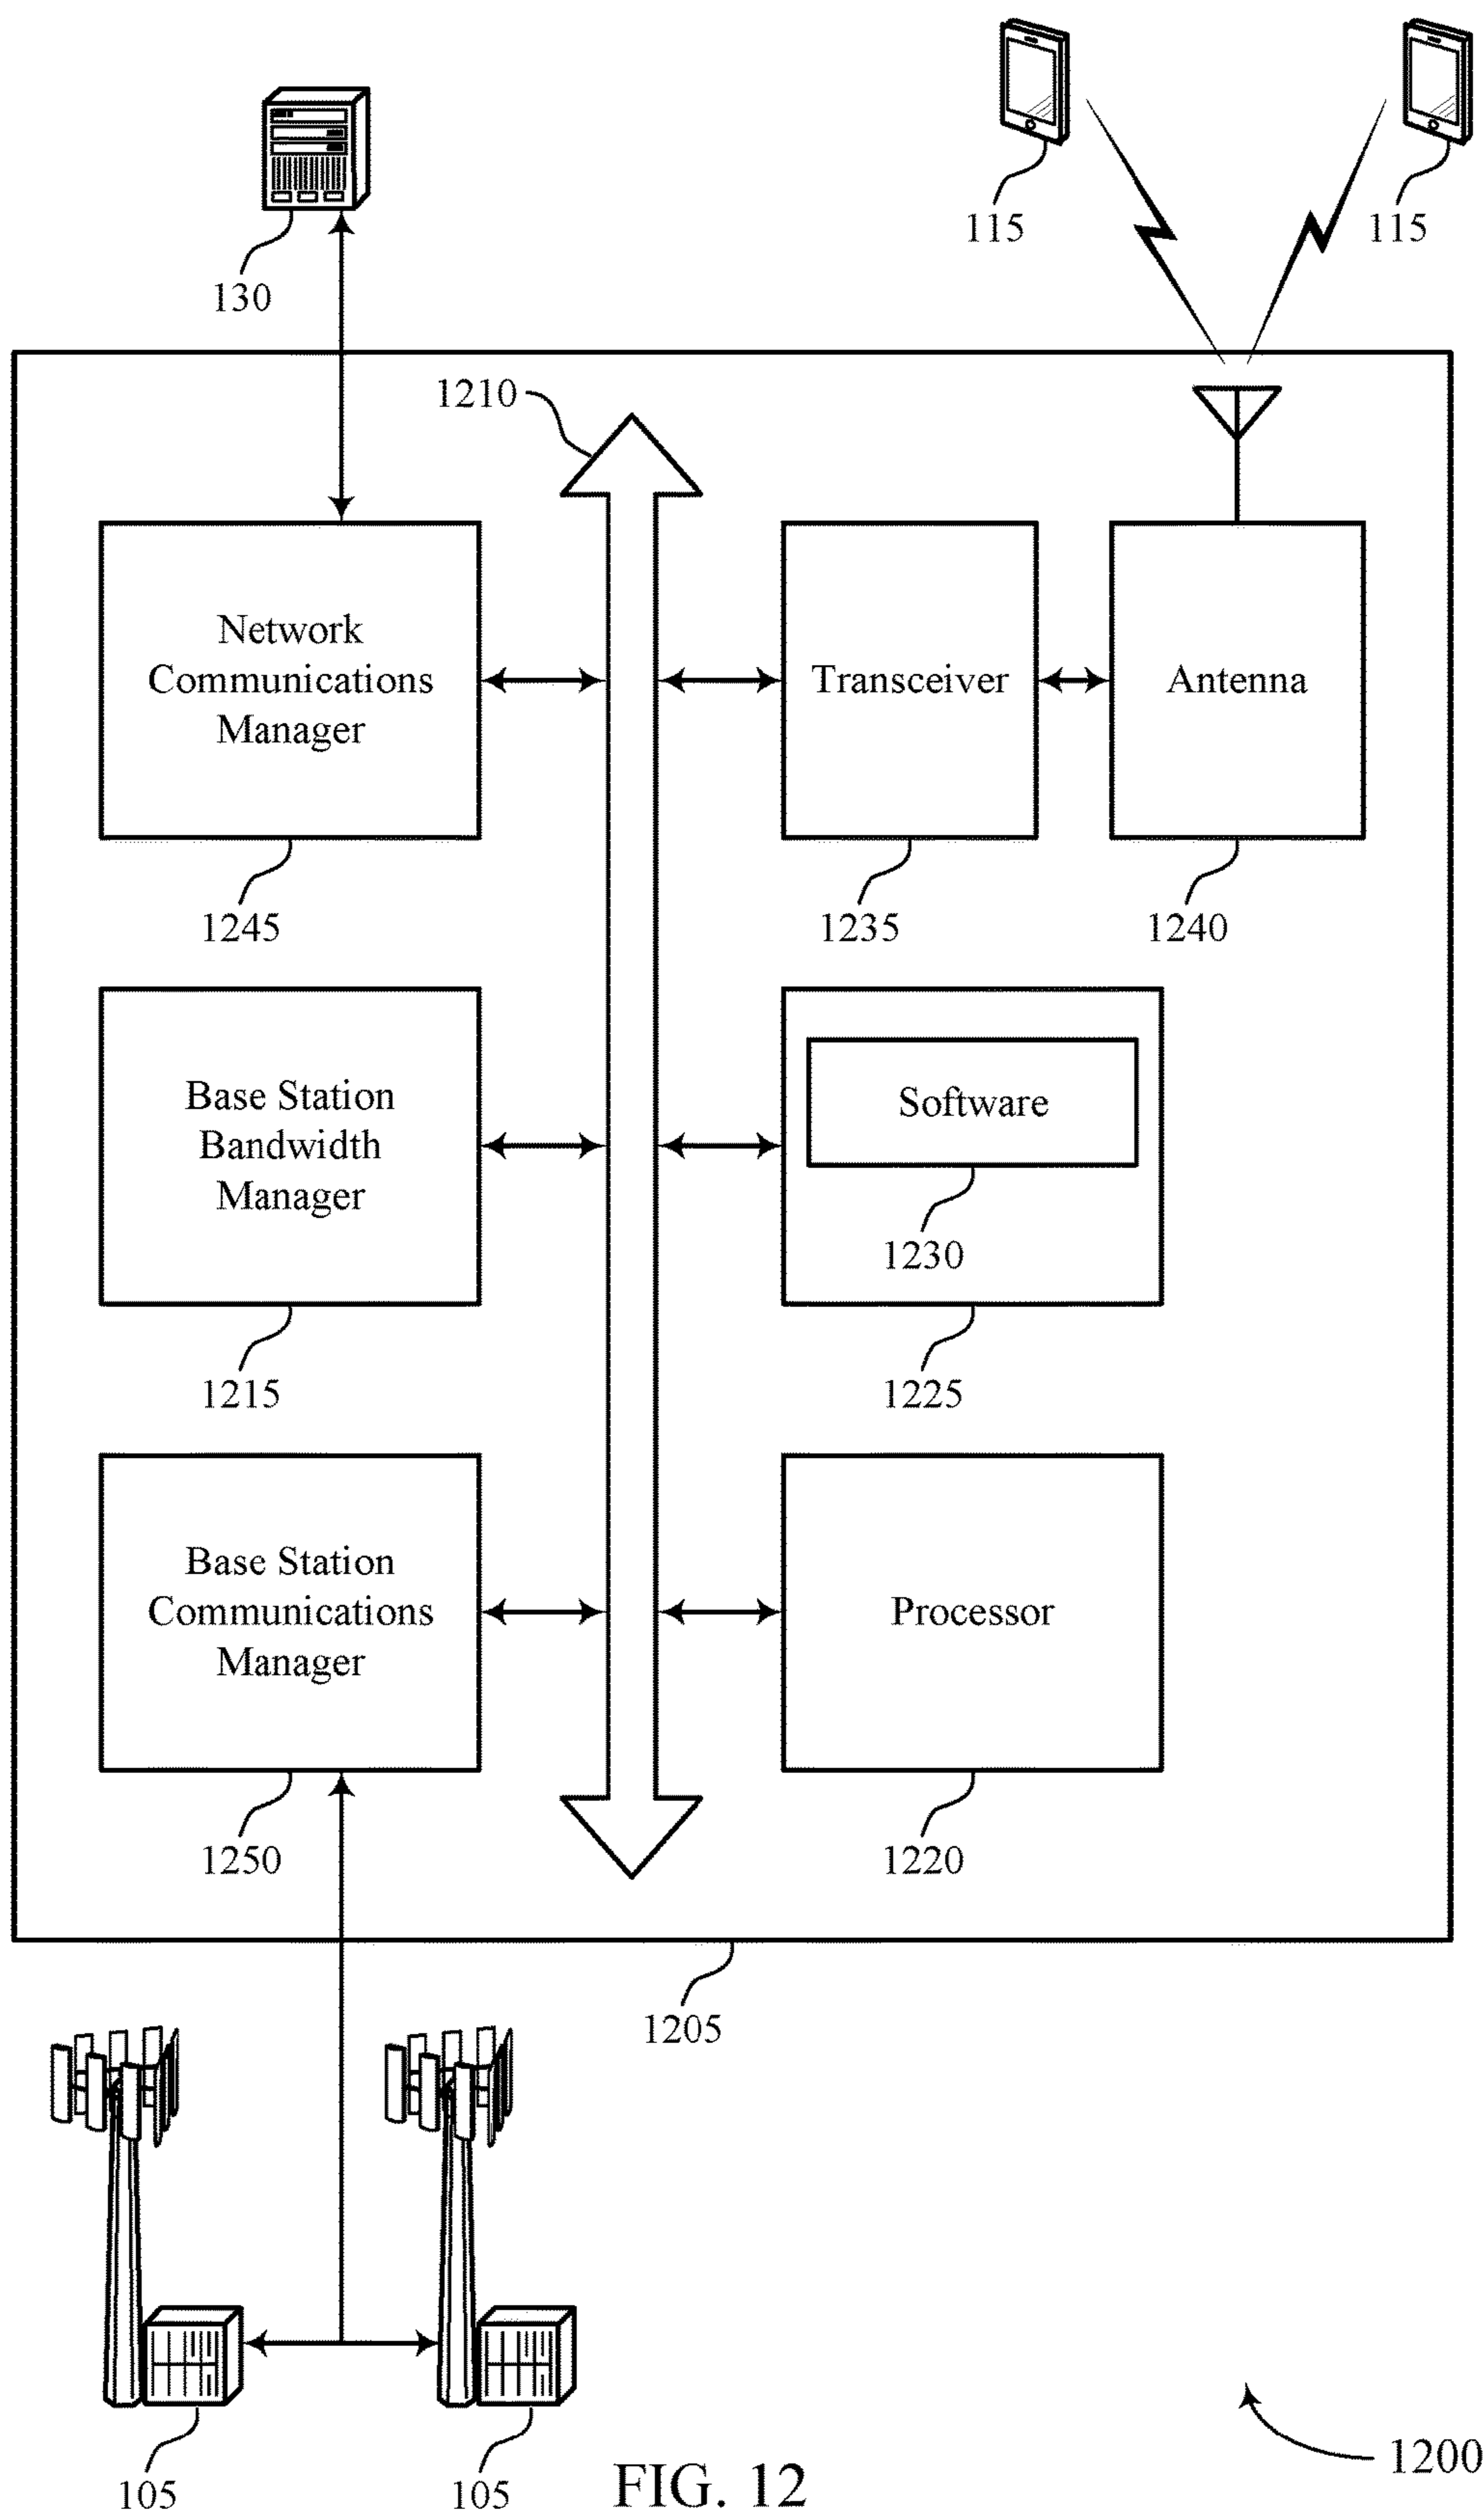 115
115
130
1210
Network
Communications
Manager
Transceiver
Antenna
1245
1235
1240
Base Station
Bandwidth
Manager
Software
1230
1215
1225
Base Station
Communications
Manager
Processor
1250
1220
1205
105
105
FIG. 12
1200